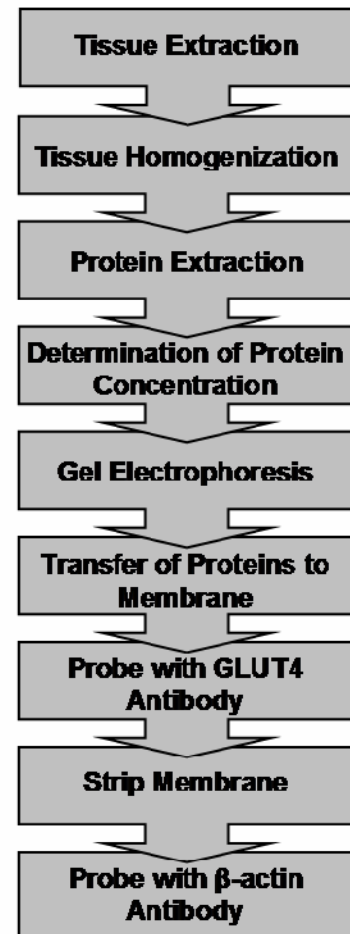 Tissue Extraction
Tissue Homogenization
Protein Extraction
Determination of Protein
Concentration
Gel Electrophoresis
Transfer of Proteins to
Membrane
Probe with GLUT4
Antibody
Strip Membrane
Probe with β-actin
Antibody